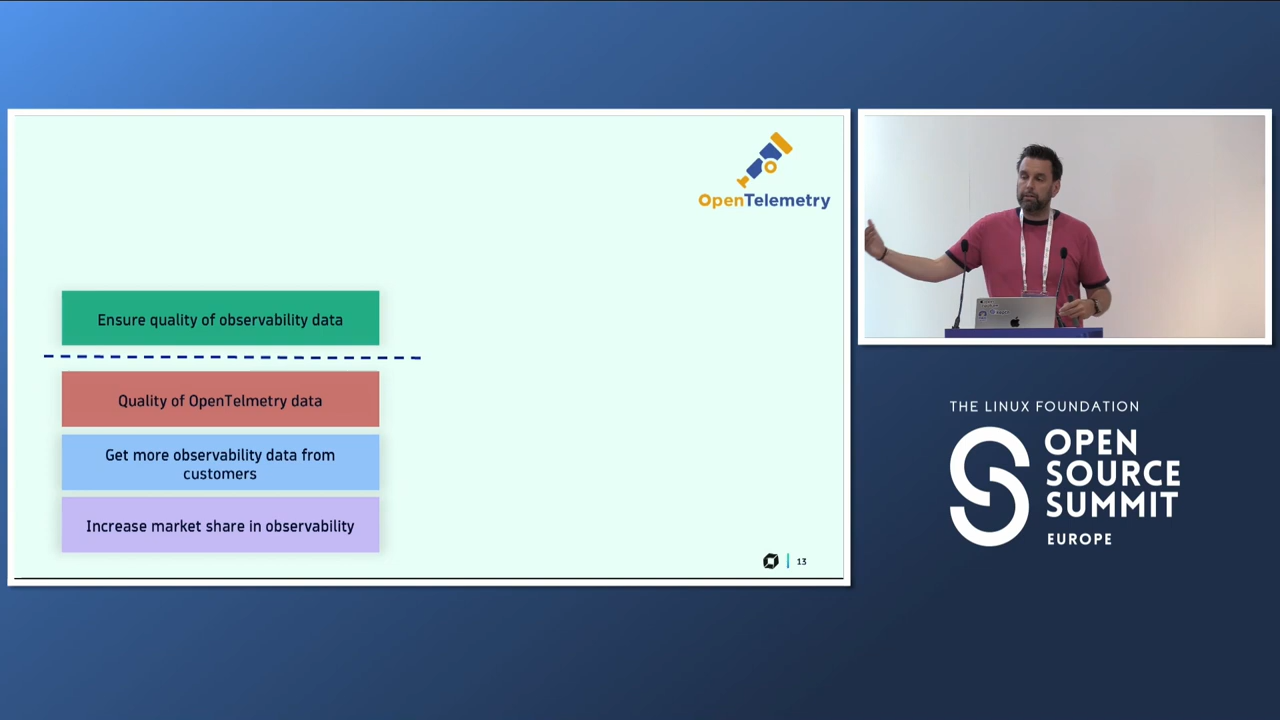 OpenTelemetry
Ensure quality of observability data
Quality of OpenTelmetry data
Get more observability data from
customers
Increase market share in observability
13
THE LINUX FOUNDATION
OPEN
SOURCE
SUMMIT
EUROPE